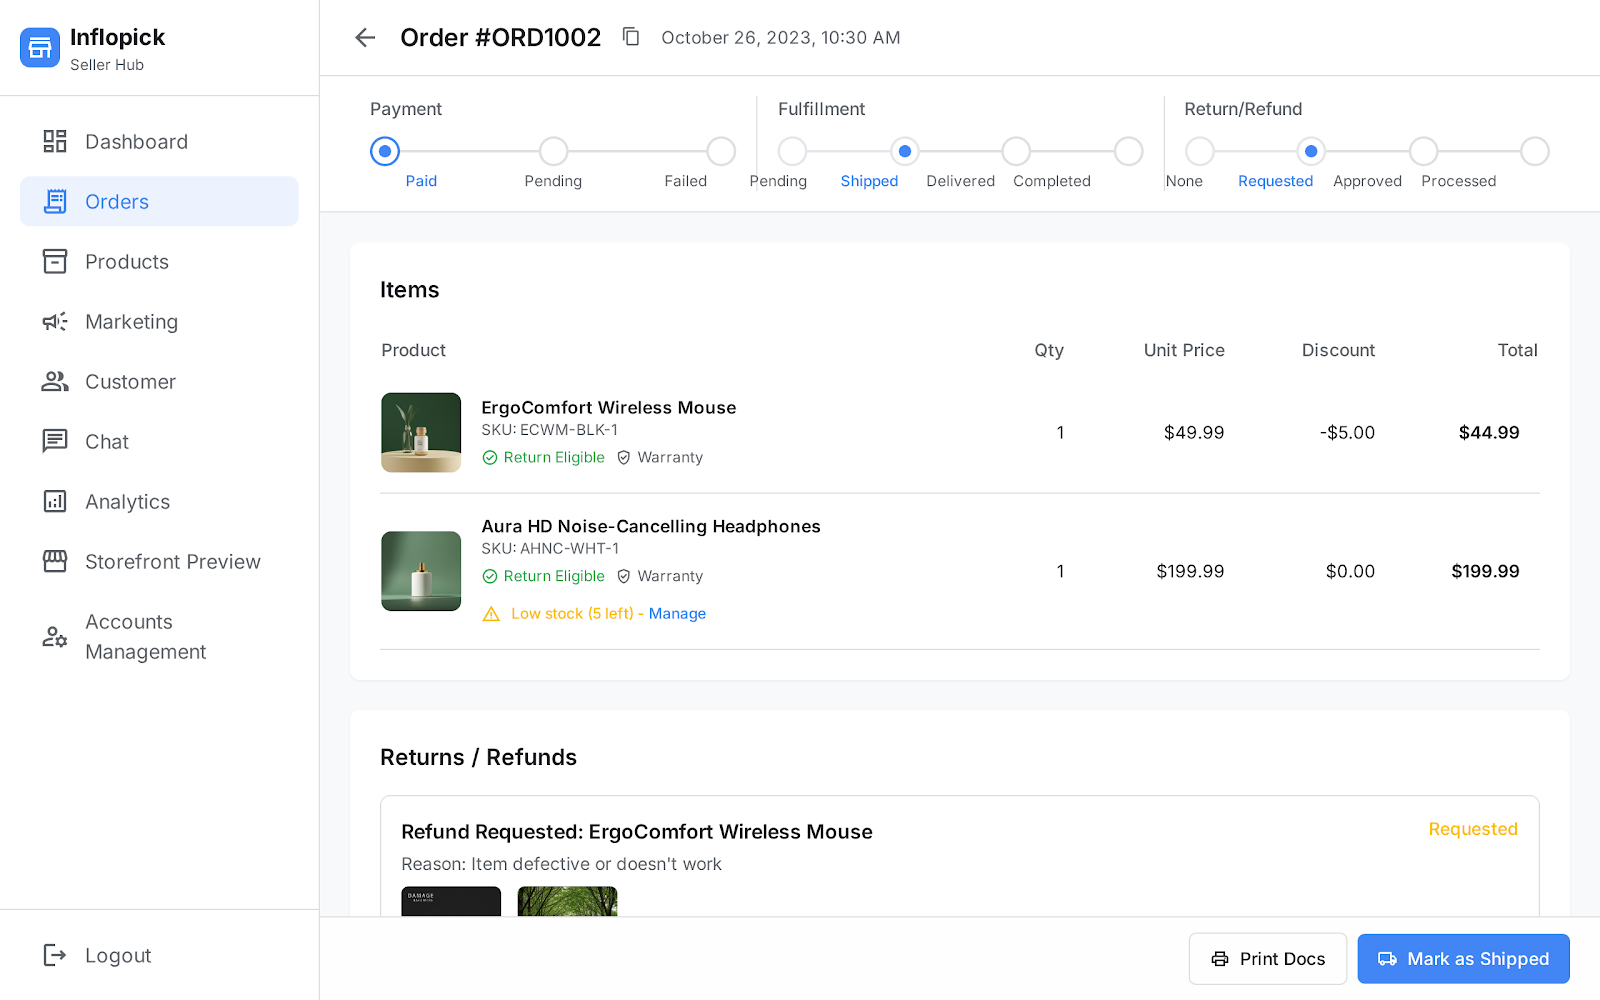 Inflopick
Seller Hub
Dashboard
Orders
Products
Marketing
Customer
Chat
Analytics
Storefront Preview
Accounts
Management
Logout
Order #ORD1002 October 26, 2023, 10:30 AM
Payment
Paid Pending Failed
Fulfillment
Pending Shipped Delivered Completed
Return/Refund
None Requested Approved Processed
Items
Product Qty Unit Price Discount Total
ErgoComfort Wireless Mouse
SKU: ECWM-BLK-1
Return Eligible Warranty
1 $49.99 -$5.00 $44.99
Aura HD Noise-Cancelling Headphones
SKU: AHNC-WHT-1
Return Eligible Warranty
1 $199.99 $0.00 $199.99
Low stock (5 left) - Manage
Returns / Refunds
Refund Requested: ErgoComfort Wireless Mouse
Requested
Reason: Item defective or doesn't work
DAMAGE
Print Docs
Mark as Shipped